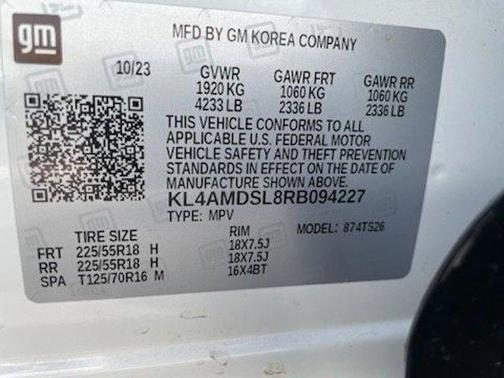 gm
MFD BY GM KOREA COMPANY
10/23 GVWR GAWR FRT GAWR RR
1920 KG 1060 KG 1060 KG
4233 LB 2336 LB 2336 LB
THIS VEHICLE CONFORMS TO ALL
APPLICABLE U.S. FEDERAL MOTOR
VEHICLE SAFETY AND THEFT PREVENTION
STANDARDS IN EFFECT ON THE DATE OF
MANUFACTURE SHOWN ABOVE.
KL4AMDSL8RB094227
TYPE: MPV MODEL: 874TS26
TIRE SIZE RIM
FRT 225/55R18 H 18X7.5J
RR 225/55R18 H 18X7.5J
SPA T125/70R16 M 16X4BT